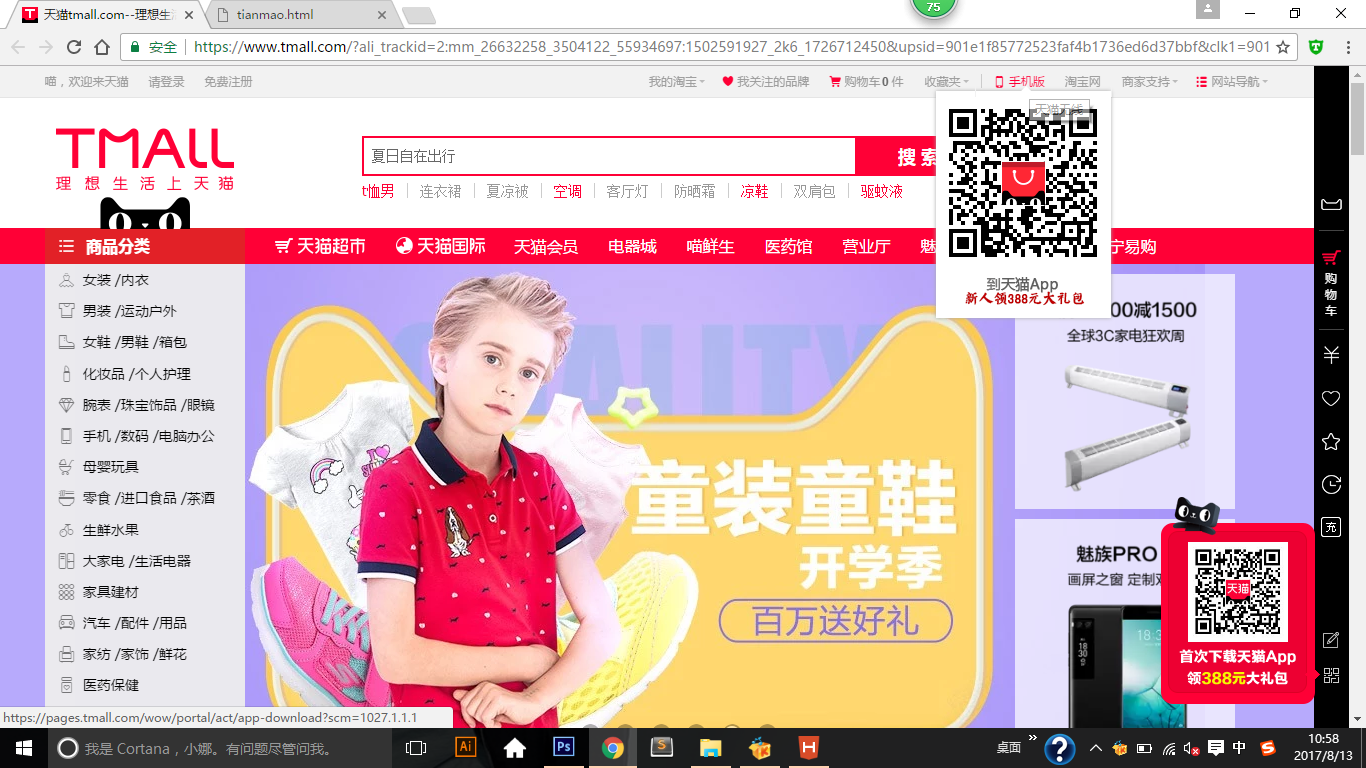 天猫tmall.com--理想生
tianmao.html
75
安全
https://www.tmall.com/?ali_trackid=2:mm_26632258_3504122_55934697:1502591927_2k6_1726712450&upsid=901e1f85772523faf4b1736ed6d37bbf&clk1=901
喵，欢迎来天猫 请登录 免费注册 我的淘宝 我关注的品牌 购物车0件 收藏夹 手机版 淘宝网 商家支持 网站导航
天猫无线
TMALL
理想生活上天猫
夏日自在出行
搜索
t恤男 连衣裙 夏凉被 空调 客厅灯 防晒霜 凉鞋 双肩包 驱蚊液
到天猫App
新人领388元大礼包
商品分类 天猫超市 天猫国际 天猫会员 电器城 喵鲜生 医药馆 营业厅 魅 宁易购
女装 /内衣
男装 /运动户外
女鞋 /男鞋 /箱包
化妆品 /个人护理
腕表 /珠宝饰品 /眼镜
手机 /数码 /电脑办公
母婴玩具
零食 /进口食品 /茶酒
生鲜水果
大家电 /生活电器
家具建材
汽车 /配件 /用品
家纺 /家饰 /鲜花
医药保健
QUALITY
童装童鞋
开学季
百万送好礼
00减1500
全球3C家电狂欢周
魅族PRO
画屏之窗 定制双
18:30
18
30
购物车
充
天猫
首次下载天猫App
领388元大礼包
https://pages.tmall.com/wow/portal/act/app-download?scm=1027.1.1.1
我是 Cortana，小娜。有问题尽管问我。
Ai
Ps
S
H
桌面
中
S
10:58
2017/8/13